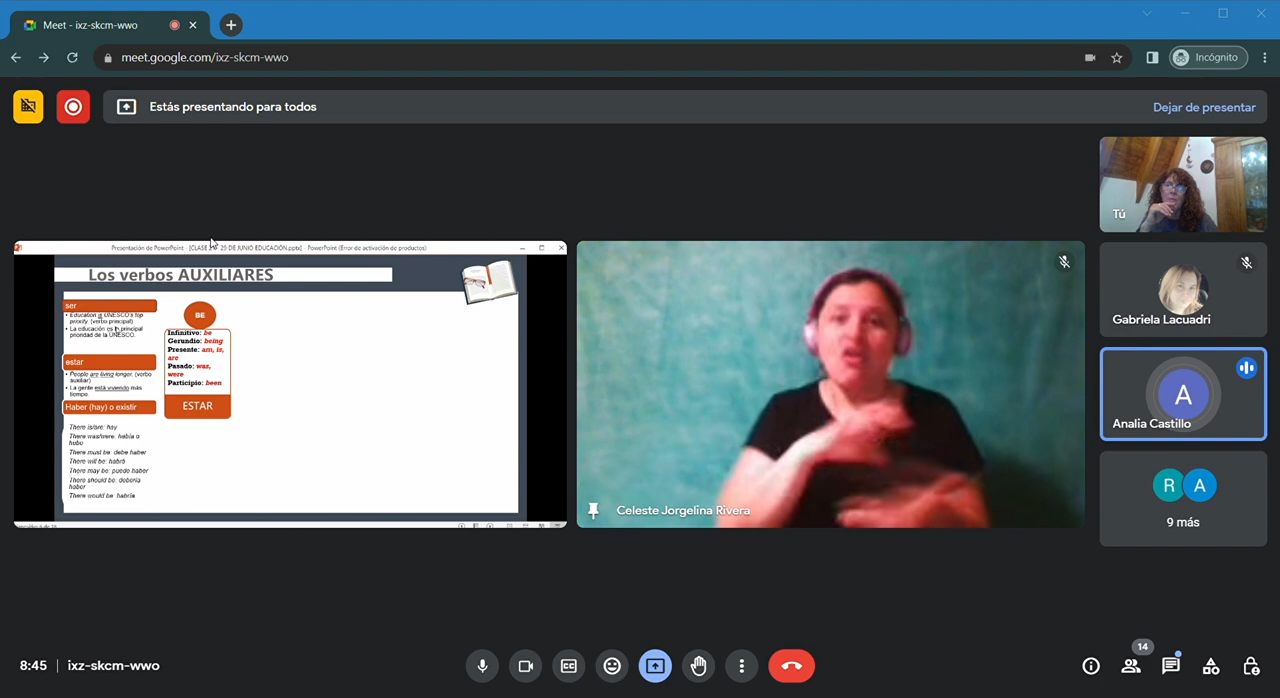 Meet - ixz-skcm-wwo
meet.google.com/ixz-skcm-wwo
Incógnito
Estás presentando para todos
Dejar de presentar
Presentación de PowerPoint - [CLASE 29 DE JUNIO EDUCACIÓN.pptx] - PowerPoint (Error de activación de productos)
Los verbos AUXILIARES
ser
• Education is UNESCO's top
priority. (verbo principal)
• La educación es la principal
prioridad de la UNESCO.
estar
• People are living longer. (verbo
auxiliar)
• La gente está viviendo más
tiempo.
Haber (hay) o existir
There is/are: hay
There was/were: había o
hubo
There must be: debe haber
There will be: habrá
There may be: puede haber
There should be: debería
haber
There would be: habría
BE
Infinitivo: be
Gerundio: being
Presente: am, is,
are
Pasado: was,
were
Participio: been
ESTAR
Celeste Jorgelina Rivera
Tú
Gabriela Lacuadri
A
Analia Castillo
R A
9 más
8:45 | ixz-skcm-wwo
14